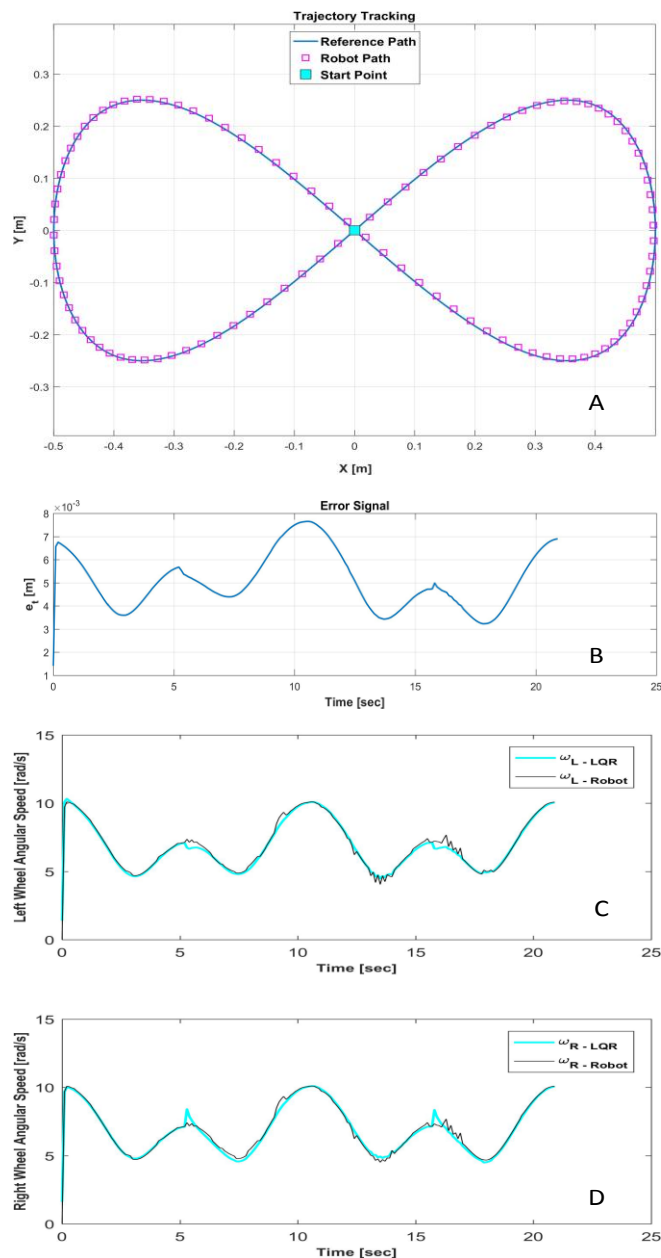 Trajectory Tracking
Reference Path
Robot Path
Start Point
Y [m]
0.3
0.2
0.1
0
-0.1
-0.2
-0.3
-0.5 -0.4 -0.3 -0.2 -0.1 0 0.1 0.2 0.3 0.4
X [m]
A
×10⁻³
Error Signal
e_t [m]
8
7
6
5
4
3
2
1
0 5 10 15 20 25
Time [sec]
B
Left Wheel Angular Speed [rad/s]
15
10
5
0
ω_L - LQR
ω_L - Robot
0 5 10 15 20 25
Time [sec]
C
Right Wheel Angular Speed [rad/s]
15
10
5
0
ω_R - LQR
ω_R - Robot
0 5 10 15 20 25
Time [sec]
D